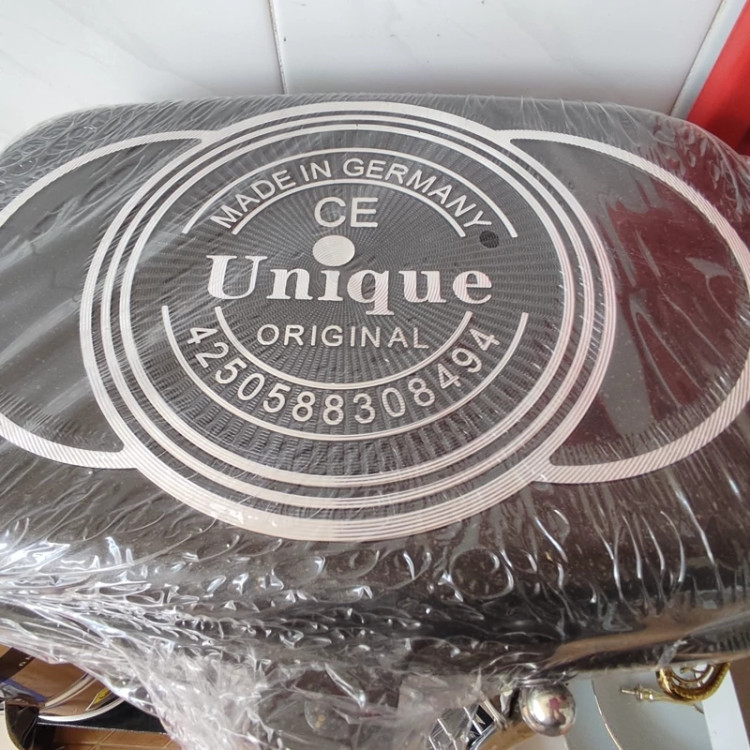 MADE IN GERMANY
CE
Unique
ORIGINAL
4250588308494